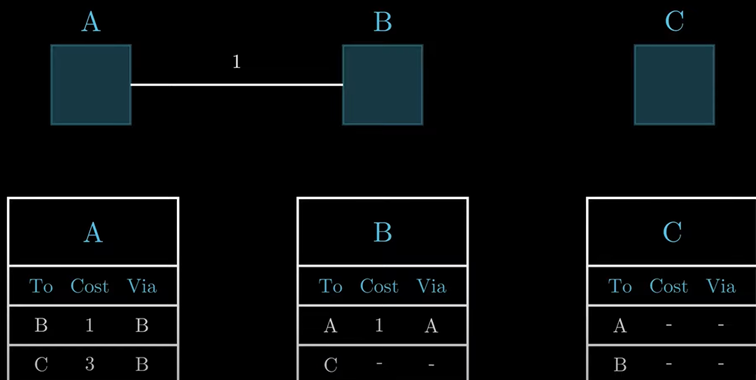 A B C
1
A B C
To Cost Via To Cost Via To Cost Via
B 1 B A 1 A A - -
C 3 B C - - B - -